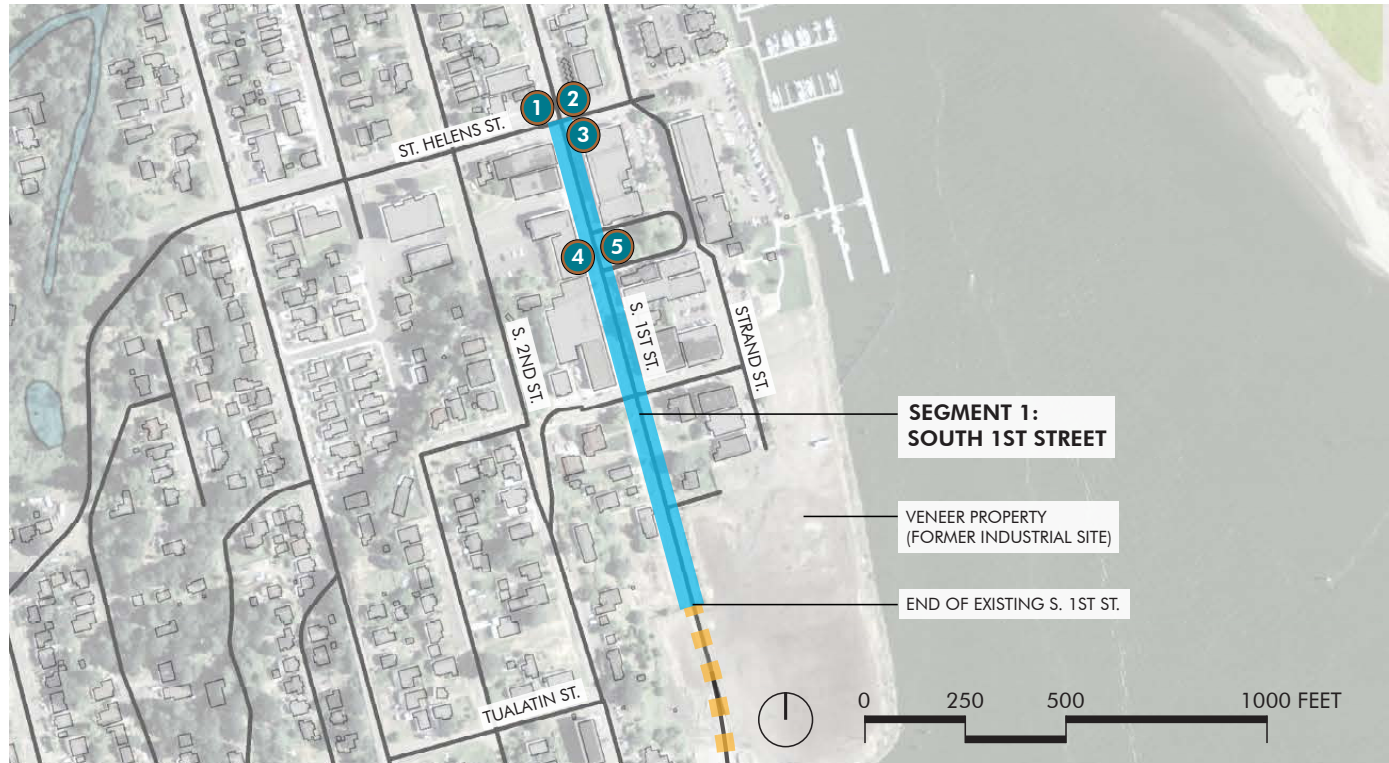 1
2
3
ST. HELENS ST.
4
5
S. 2ND ST.
S. 1ST ST.
STRAND ST.
SEGMENT 1:
SOUTH 1ST STREET
VENEER PROPERTY
(FORMER INDUSTRIAL SITE)
END OF EXISTING S. 1ST ST.
TUALATIN ST.
0 250 500 1000 FEET